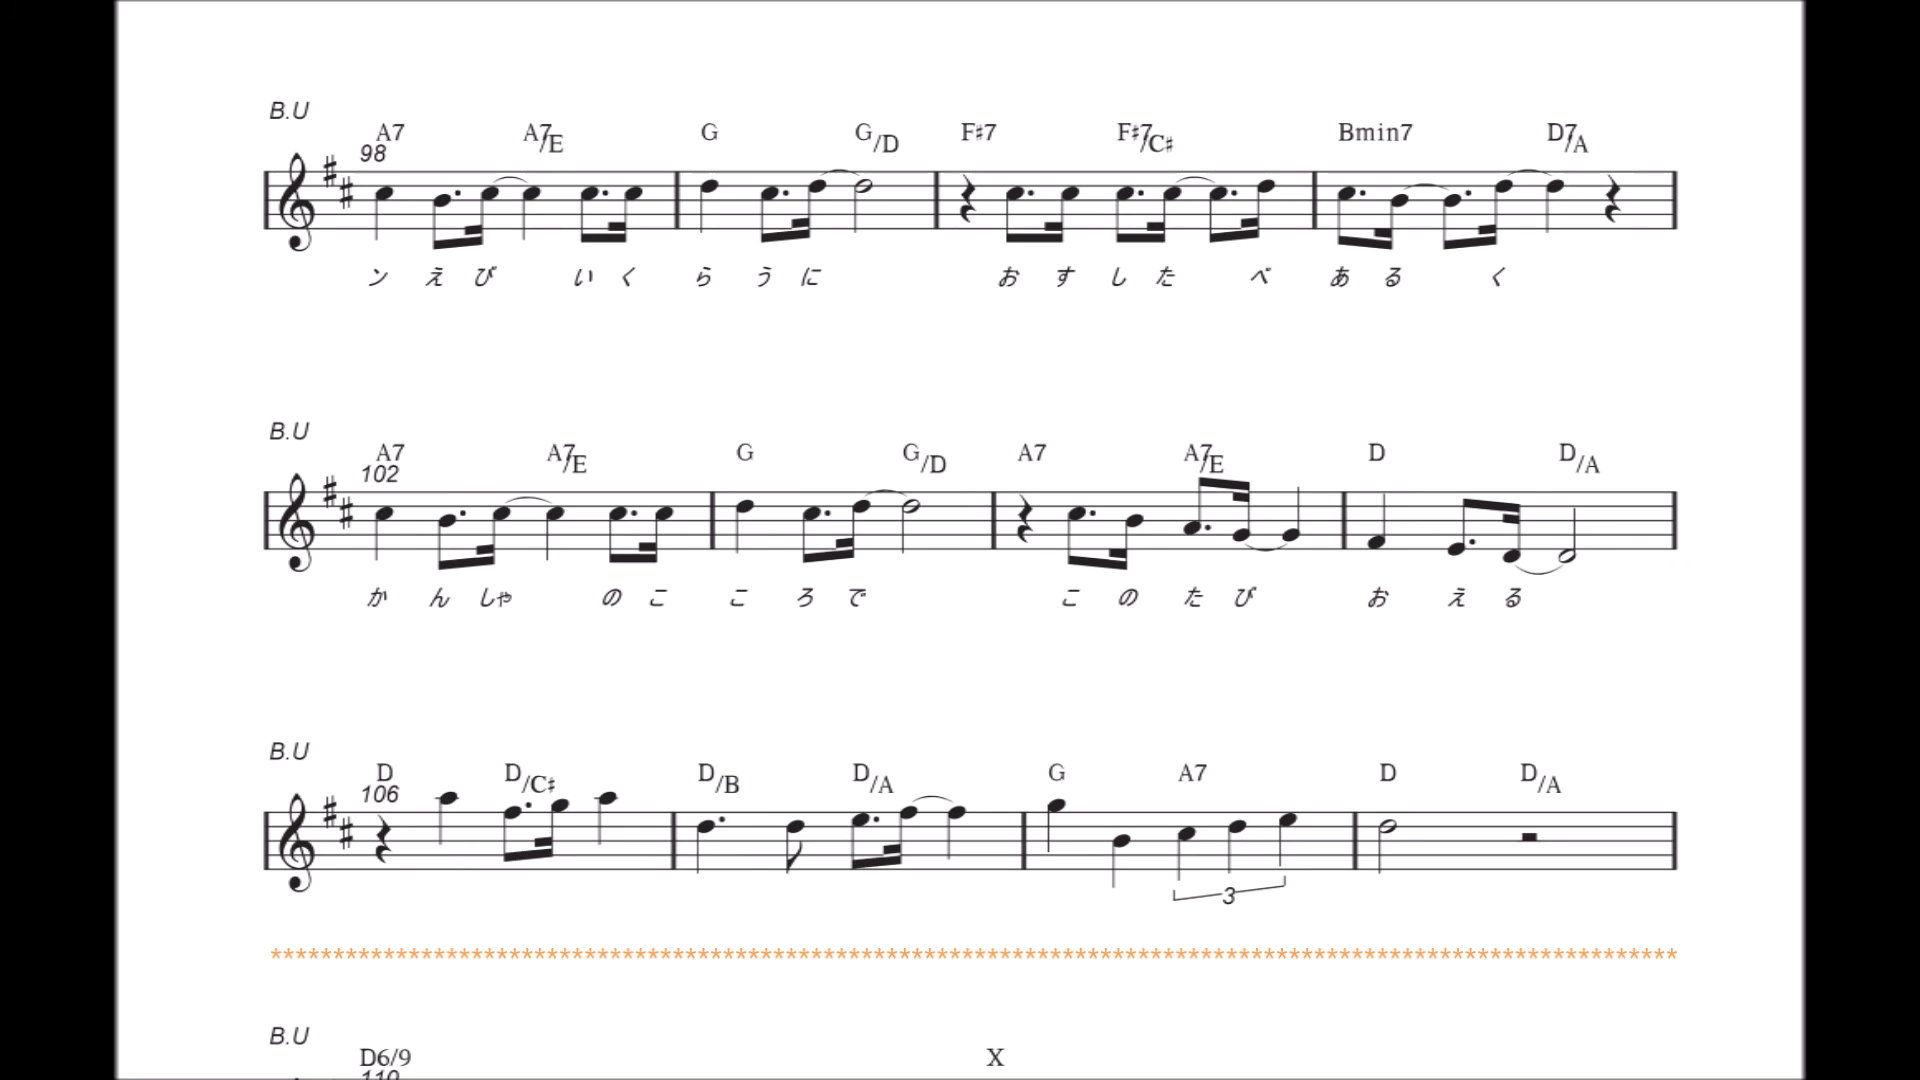 B.U
A7 A7/E G G/D F♯7 F♯7/C♯ Bmin7 D7/A
98
ン え び い く ら う に お す し た べ あ る く
B.U
A7 A7/E G G/D A7 A7/E D D/A
102
か ん しゃ の こ こ ろ で こ の た び お え る
B.U
D D/C♯ D/B D/A G A7 D D/A
106
3
****************************************************************************************************************
B.U
D6/9 X
110